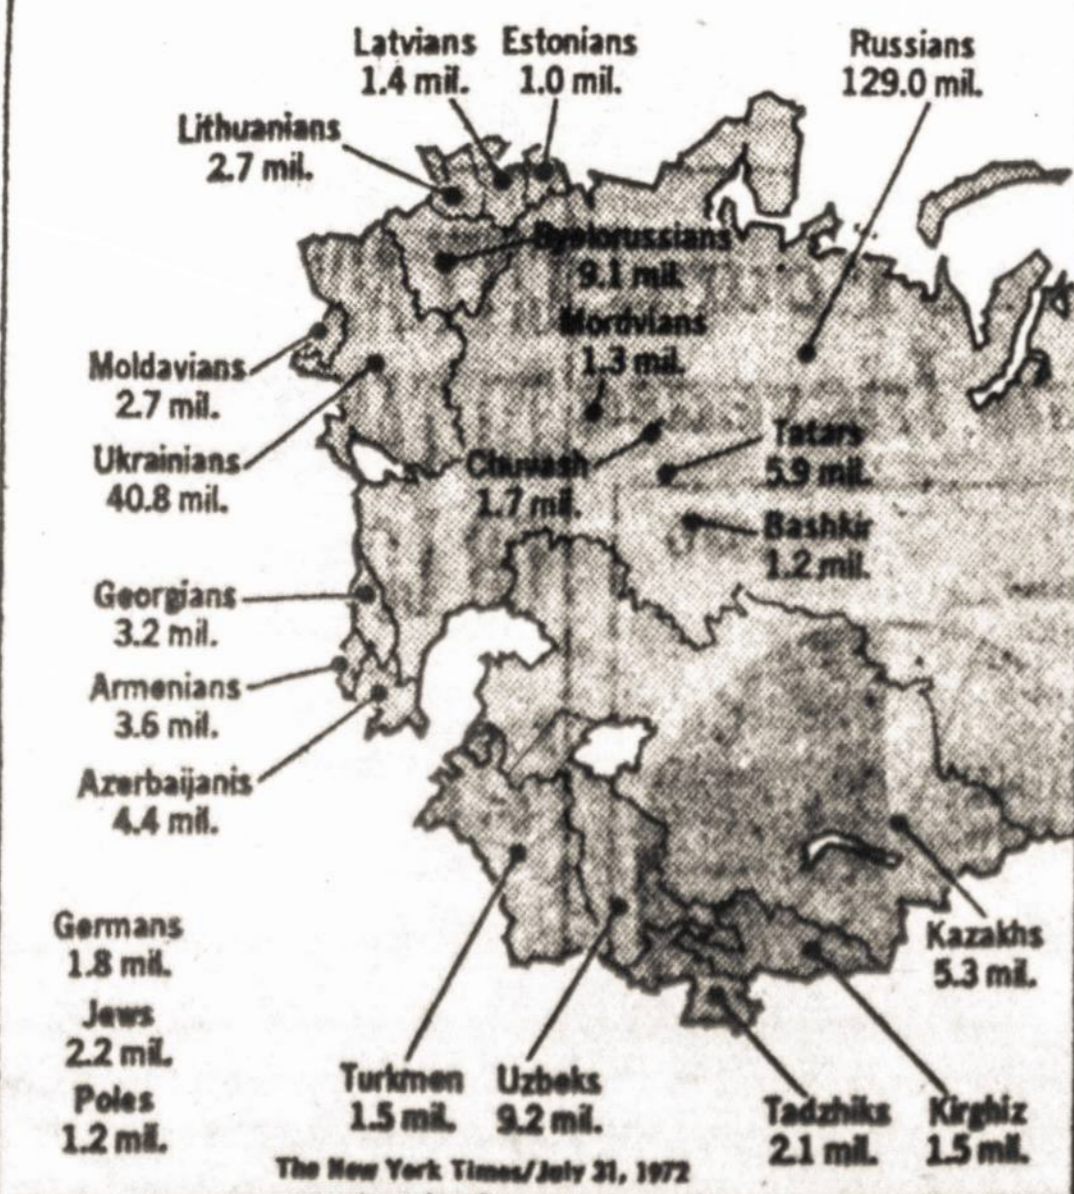 Latvians
1.4 mil.
Estonians
1.0 mil.
Russians
129.0 mil.
Lithuanians
2.7 mil.
Byelorussians
9.1 mil.
Mordvians
1.3 mil.
Moldavians
2.7 mil.
Ukrainians
40.8 mil.
Chuvash
1.7 mil.
Tatars
5.9 mil.
Bashkir
1.2 mil.
Georgians
3.2 mil.
Armenians
3.6 mil.
Azerbaijanis
4.4 mil.
Germans
1.8 mil.
Jews
2.2 mil.
Poles
1.2 mil.
Kazakhs
5.3 mil.
Turkmen
1.5 mil.
Uzbeks
9.2 mil.
Tadzhiks
2.1 mil.
Kirghiz
1.5 mil.
The New York Times/July 31, 1972